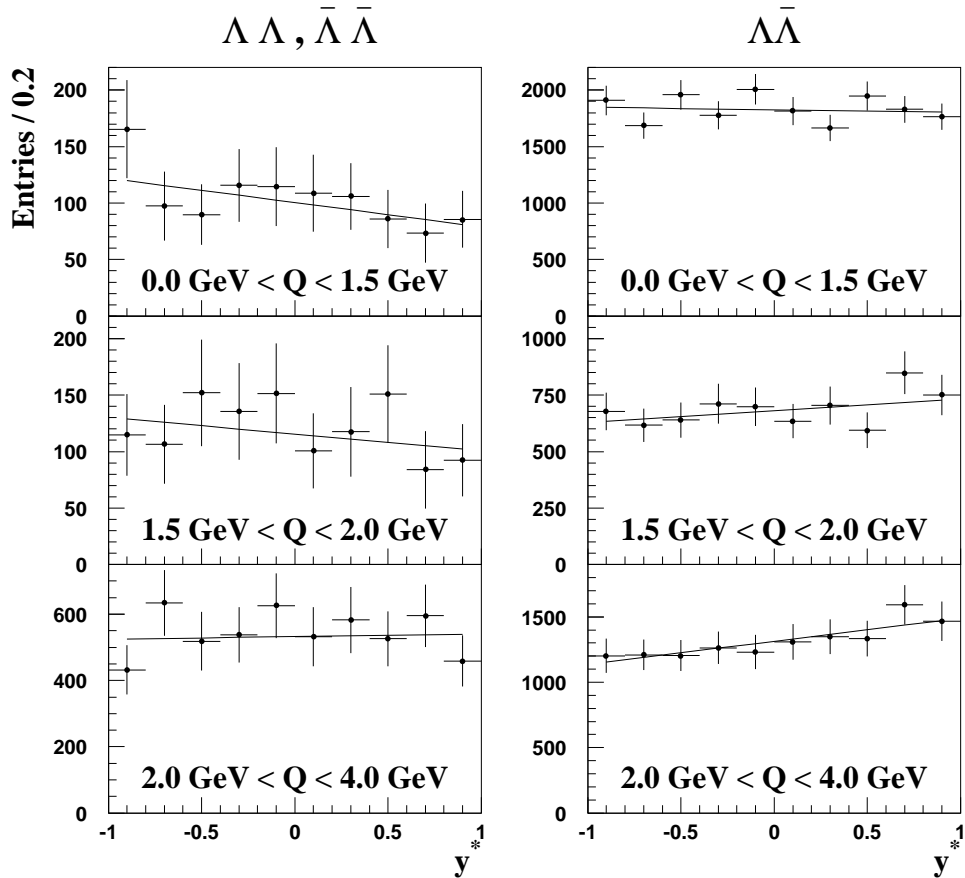 Λ Λ , Λ̄ Λ̄
ΛΛ̄
Entries / 0.2
200
150
100
50
0
0.0 GeV < Q < 1.5 GeV
2000
1500
1000
500
0
0.0 GeV < Q < 1.5 GeV
200
150
100
50
0
1.5 GeV < Q < 2.0 GeV
1000
750
500
250
0
1.5 GeV < Q < 2.0 GeV
600
400
200
0
2.0 GeV < Q < 4.0 GeV
-1 -0.5 0 0.5 1
y*
1500
1000
500
0
2.0 GeV < Q < 4.0 GeV
-1 -0.5 0 0.5 1
y*